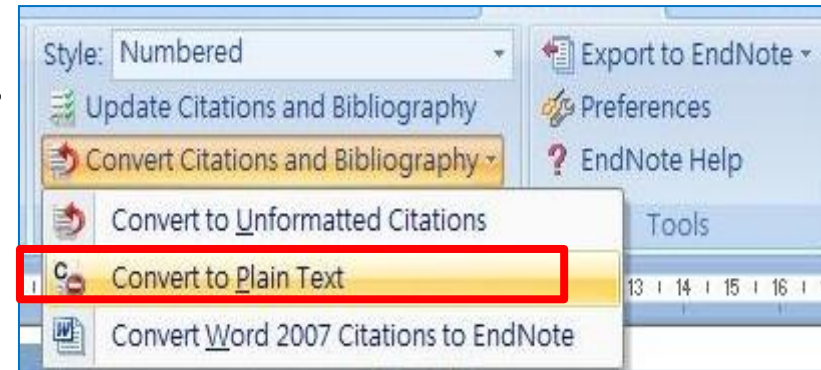 Style: Numbered
Update Citations and Bibliography
Convert Citations and Bibliography
Convert to Unformatted Citations
Convert to Plain Text
Convert Word 2007 Citations to EndNote
Export to EndNote
Preferences
? EndNote Help
Tools
13 14 15 16